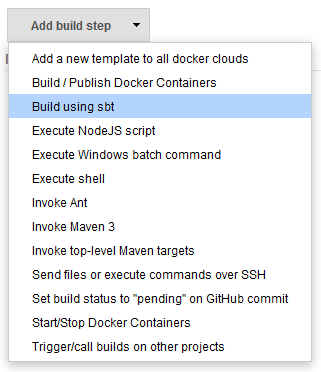 Add build step
Add a new template to all docker clouds
Build / Publish Docker Containers
Build using sbt
Execute NodeJS script
Execute Windows batch command
Execute shell
Invoke Ant
Invoke Maven 3
Invoke top-level Maven targets
Send files or execute commands over SSH
Set build status to "pending" on GitHub commit
Start/Stop Docker Containers
Trigger/call builds on other projects